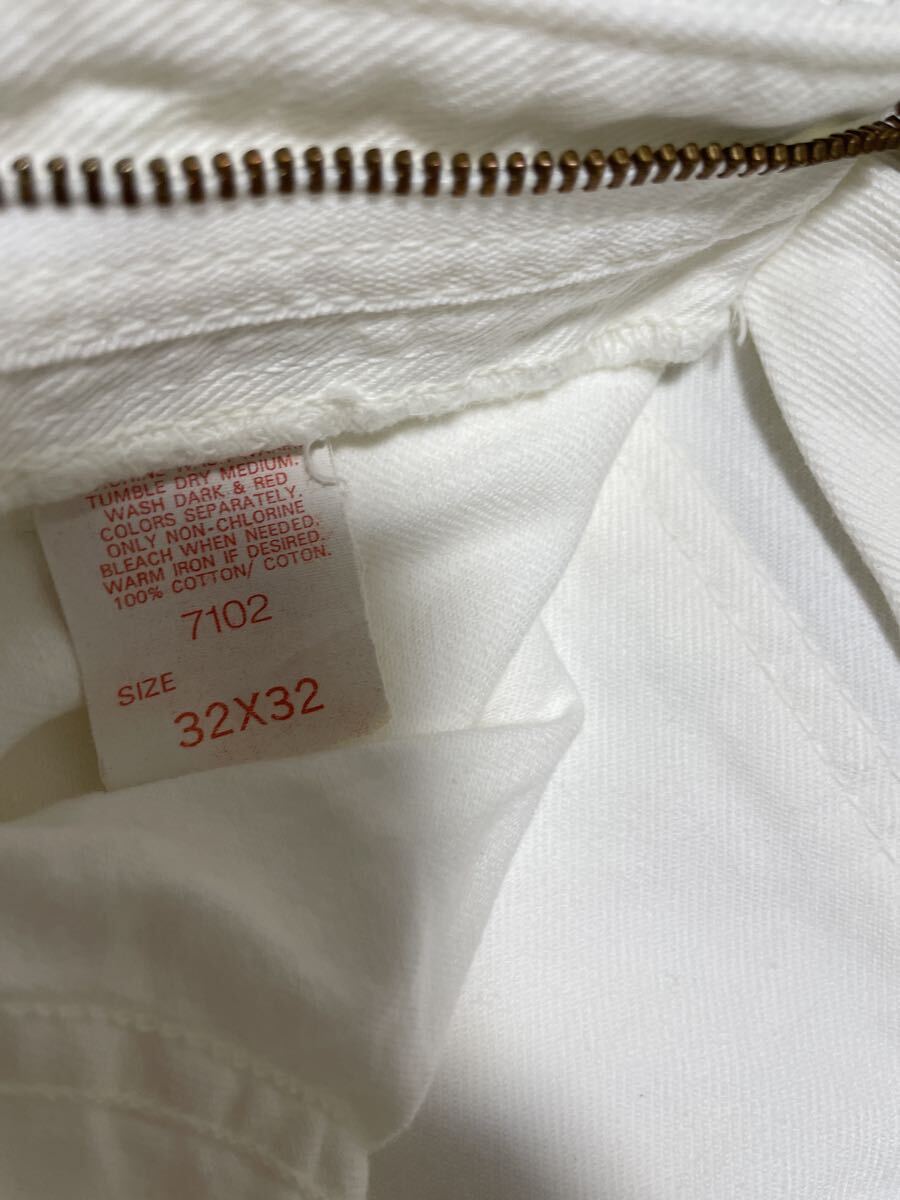 TUMBLE DRY MEDIUM.
WASH DARK & RED
COLORS SEPARATELY.
ONLY NON-CHLORINE
BLEACH WHEN NEEDED.
WARM IRON IF DESIRED.
100% COTTON/ COTON.
7102
SIZE
32X32